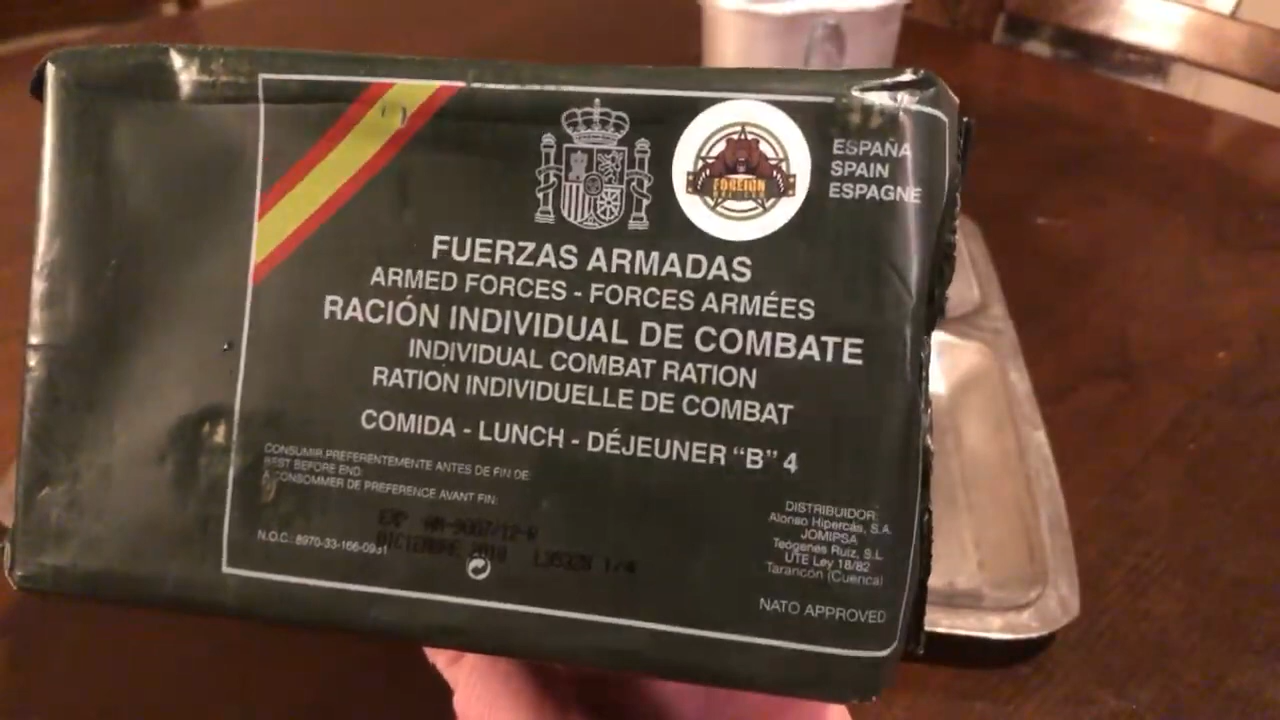 ESPAÑA
SPAIN
ESPAGNE
FOREIGN
FUERZAS ARMADAS
ARMED FORCES - FORCES ARMÉES
RACIÓN INDIVIDUAL DE COMBATE
INDIVIDUAL COMBAT RATION
RATION INDIVIDUELLE DE COMBAT
COMIDA - LUNCH - DÉJEUNER “B” 4
CONSUMIR PREFERENTEMENTE ANTES DE FIN DE:
BEST BEFORE END:
A CONSOMMER DE PREFERENCE AVANT FIN:
EXP
DICIEMBRE 1/4
N.O.C.: 8970-33-166-0931
DISTRIBUIDOR:
Alonso Hipercás, S.A.
JOMIPSA
Teógenes Ruiz, S.L.
UTE Ley 18/82
Tarancón (Cuenca)
NATO APPROVED